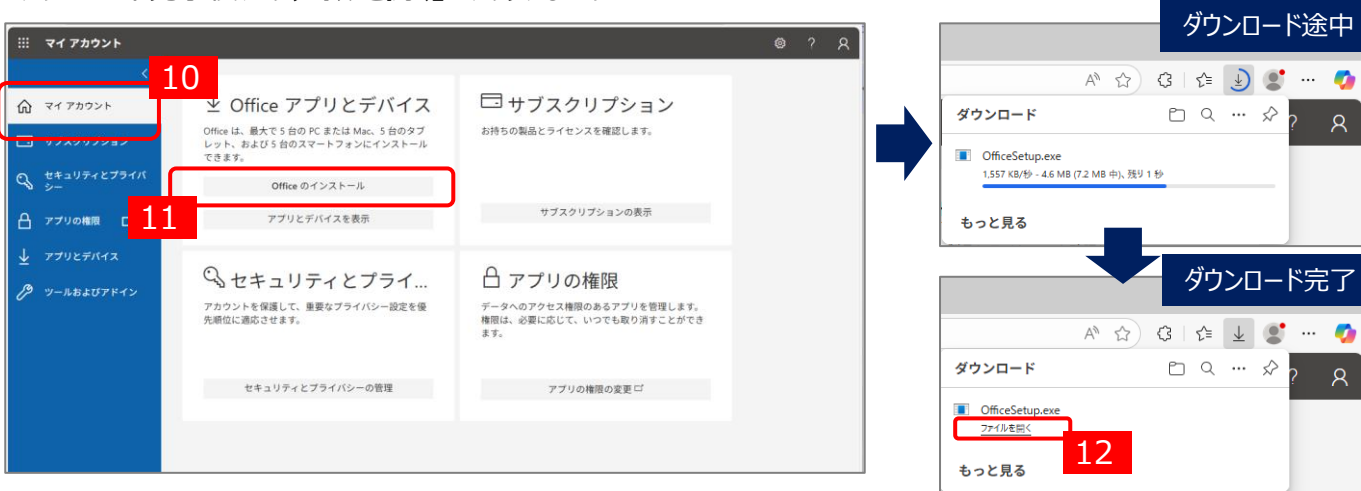 ダウンロード途中
マイ アカウント
10
マイ アカウント
サブスクリプション
セキュリティとプライバ
シー
アプリの権限
11
アプリとデバイス
ツールおよびアドイン
Office アプリとデバイス
Office は、最大で 5 台の PC または Mac、5 台のタブ
レット、および 5 台のスマートフォンにインストール
できます。
Office のインストール
アプリとデバイスを表示
サブスクリプション
お持ちの製品とライセンスを確認します。
サブスクリプションの表示
セキュリティとプライ...
アカウントを保護して、重要なプライバシー設定を優
先順位に適応させます。
セキュリティとプライバシーの管理
アプリの権限
データへのアクセス権限のあるアプリを管理します。
権限は、必要に応じて、いつでも取り消すことができ
ます。
アプリの権限の変更
ダウンロード
OfficeSetup.exe
1,557 KB/秒 - 4.6 MB (7.2 MB 中)、残り 1 秒
もっと見る
ダウンロード完了
ダウンロード
OfficeSetup.exe
ファイルを開く
12
もっと見る